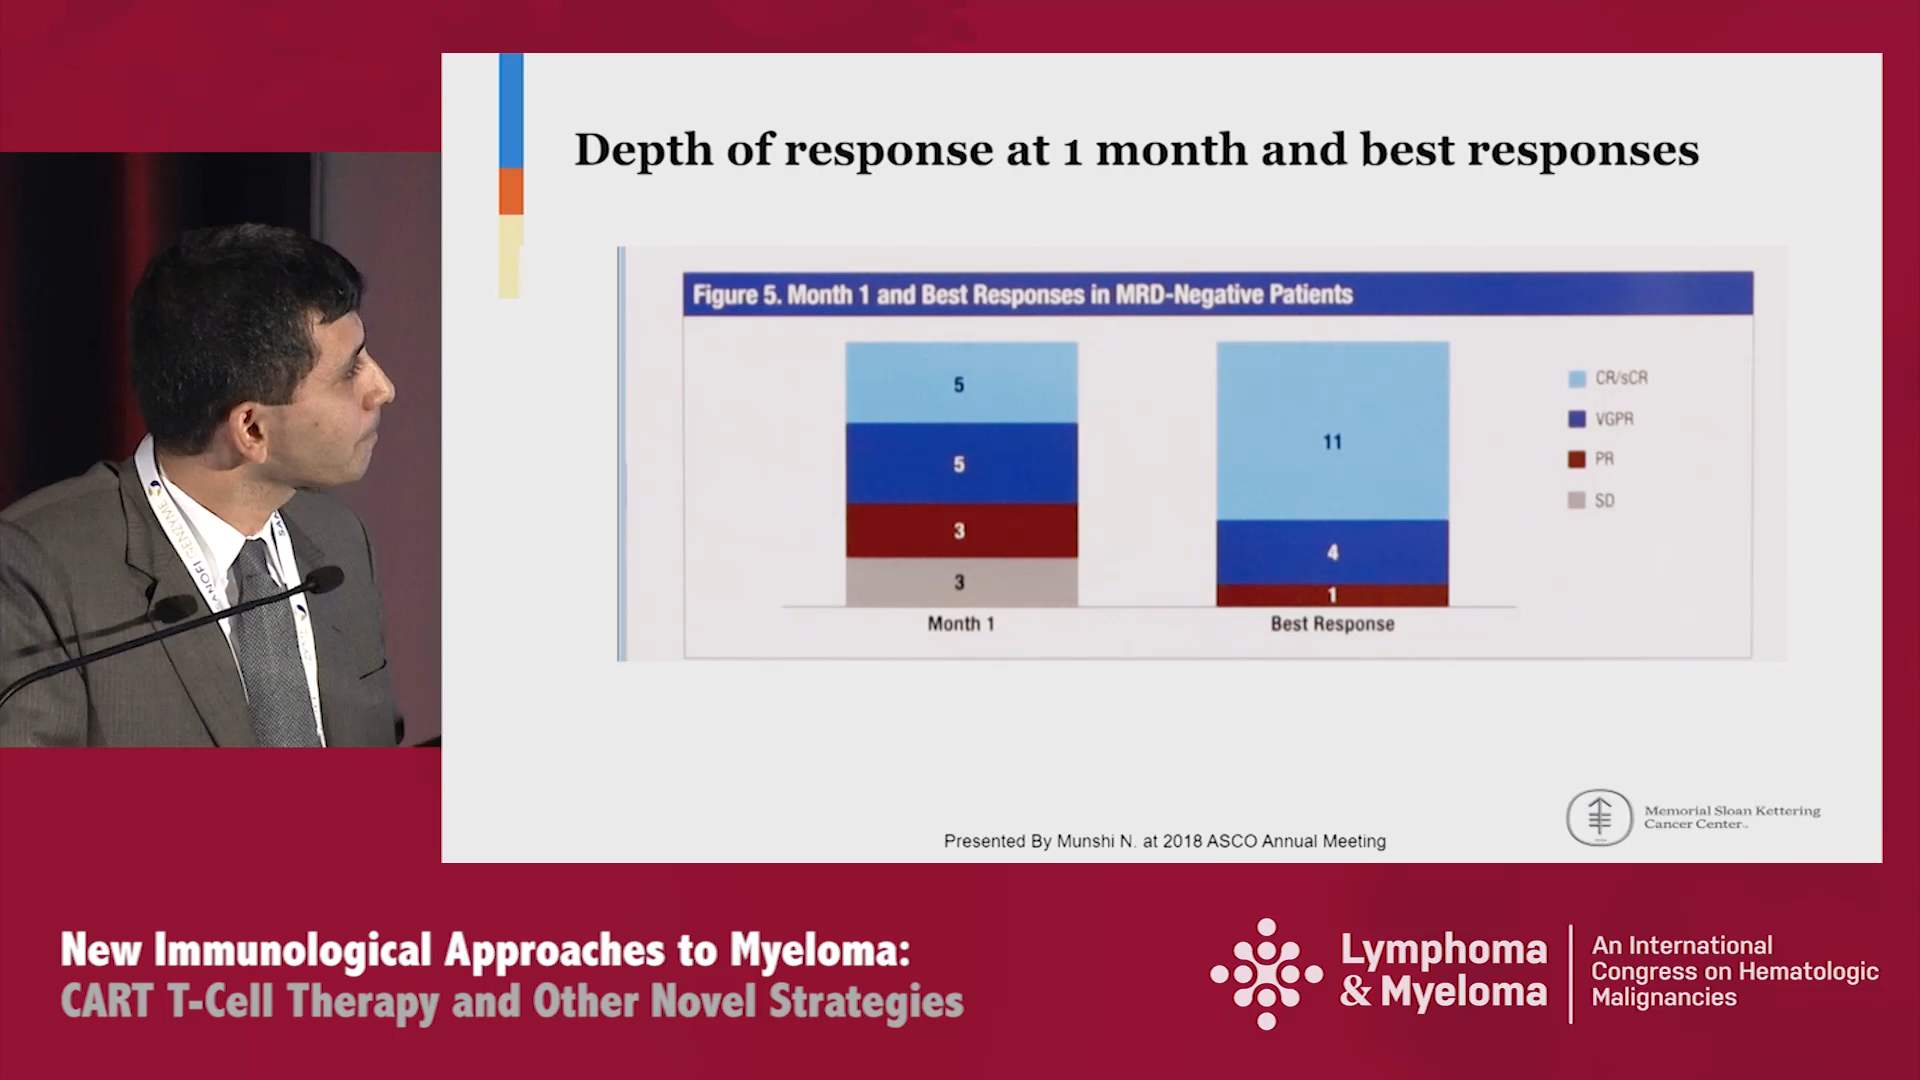 Depth of response at 1 month and best responses
Figure 5. Month 1 and Best Responses in MRD-Negative Patients
5
5
3
3
11
4
1
Month 1
Best Response
CR/sCR
VGPR
PR
SD
Presented By Munshi N. at 2018 ASCO Annual Meeting
Memorial Sloan Kettering
Cancer Center
SANOFI GENZYME
New Immunological Approaches to Myeloma:
CART T-Cell Therapy and Other Novel Strategies
Lymphoma
& Myeloma
An International
Congress on Hematologic
Malignancies